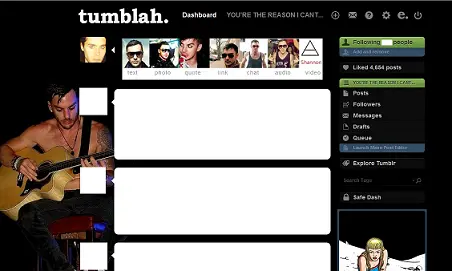 tumblah.
Dashboard
YOU'RE THE REASON I CANT...
Following people
Add and remove
Shannon
text photo quote link chat audio video
Liked 4,654 posts
YOU'RE THE REASON I CANT...
Posts
Followers
Messages
Drafts
Queue
Launch Mass Post Editor
Explore Tumblr
Search Tags
Safe Dash